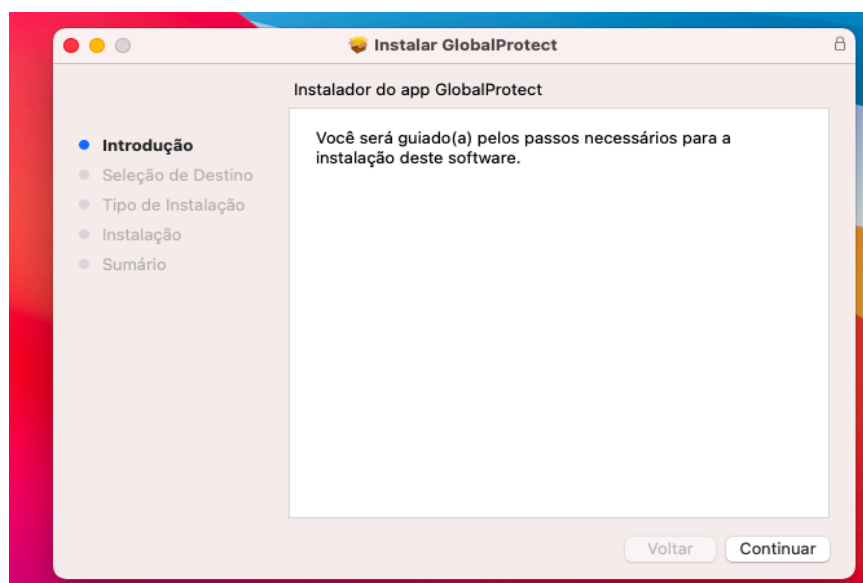 Instalar GlobalProtect
Instalador do app GlobalProtect
Introdução
Seleção de Destino
Tipo de Instalação
Instalação
Sumário
Você será guiado(a) pelos passos necessários para a
instalação deste software.
Voltar
Continuar